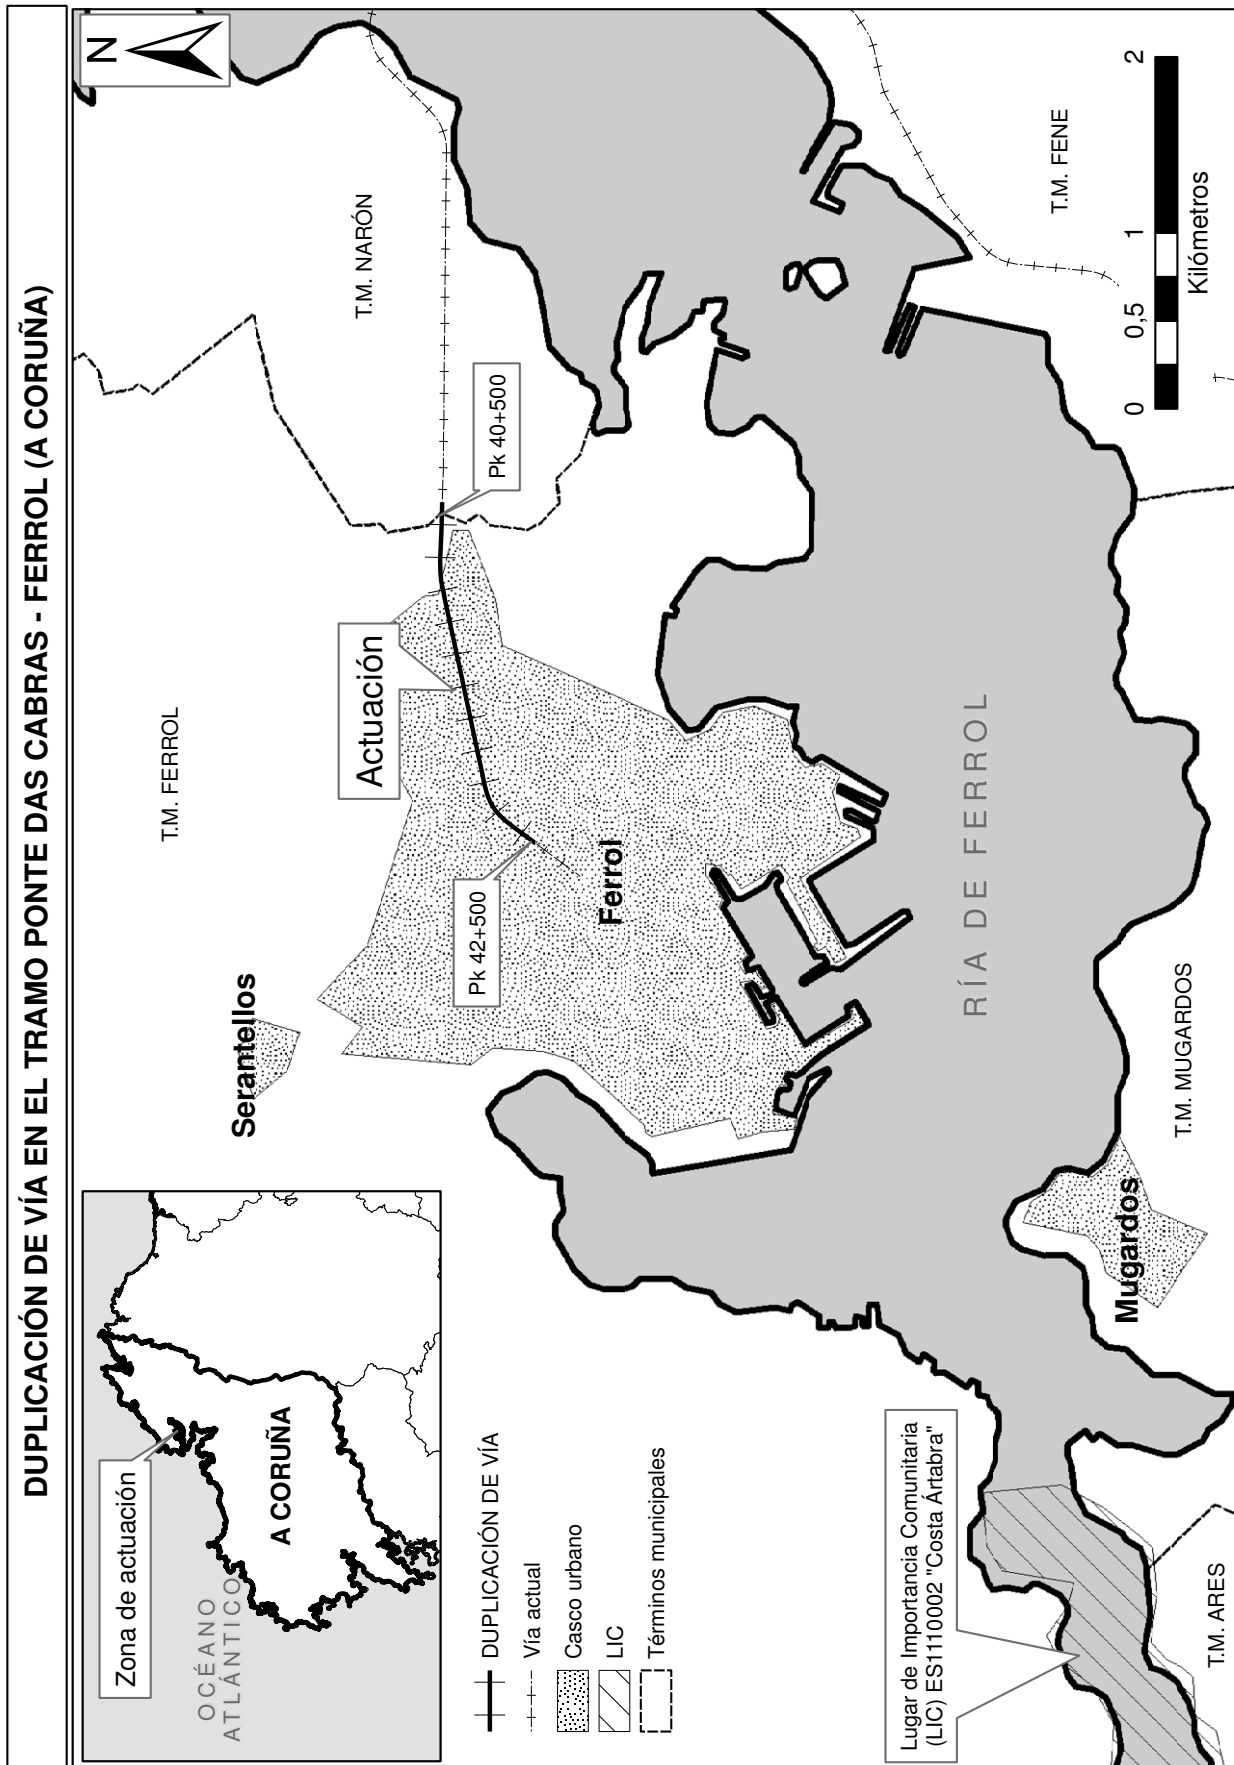 DUPLICACIÓN DE VÍA EN EL TRAMO PONTE DAS CABRAS - FERROL (A CORUÑA)
Zona de actuación
OCÉANO
ATLÁNTICO
A CORUÑA
Serantellos
T.M. FERROL
Actuación
T.M. NARÓN
N
Pk 42+500
Pk 40+500
Ferrol
DUPLICACIÓN DE VÍA
Vía actual
Casco urbano
LIC
Términos municipales
RÍA DE FERROL
Lugar de Importancia Comunitaria
(LIC) ES1110002 "Costa Ártabra"
Mugardos
T.M. MUGARDOS
T.M. ARES
T.M. FENE
0 0,5 1 2
Kilómetros